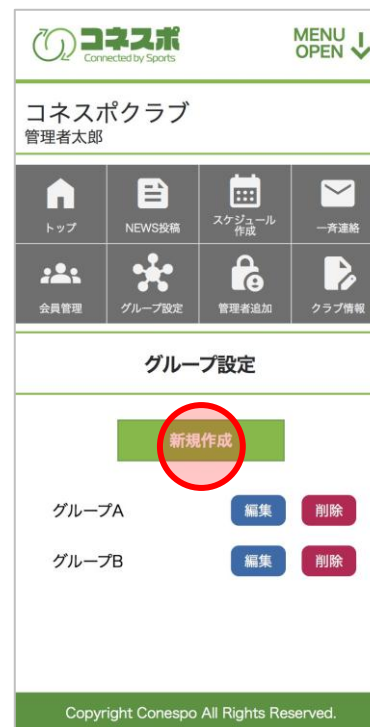 コネスポ
Connected by Sports
MENU
OPEN
コネスポクラブ
管理者太郎
トップ
NEWS投稿
スケジュール
作成
一斉連絡
会員管理
グループ設定
管理者追加
クラブ情報
グループ設定
新規作成
グループA 編集 削除
グループB 編集 削除
Copyright Conespo All Rights Reserved.